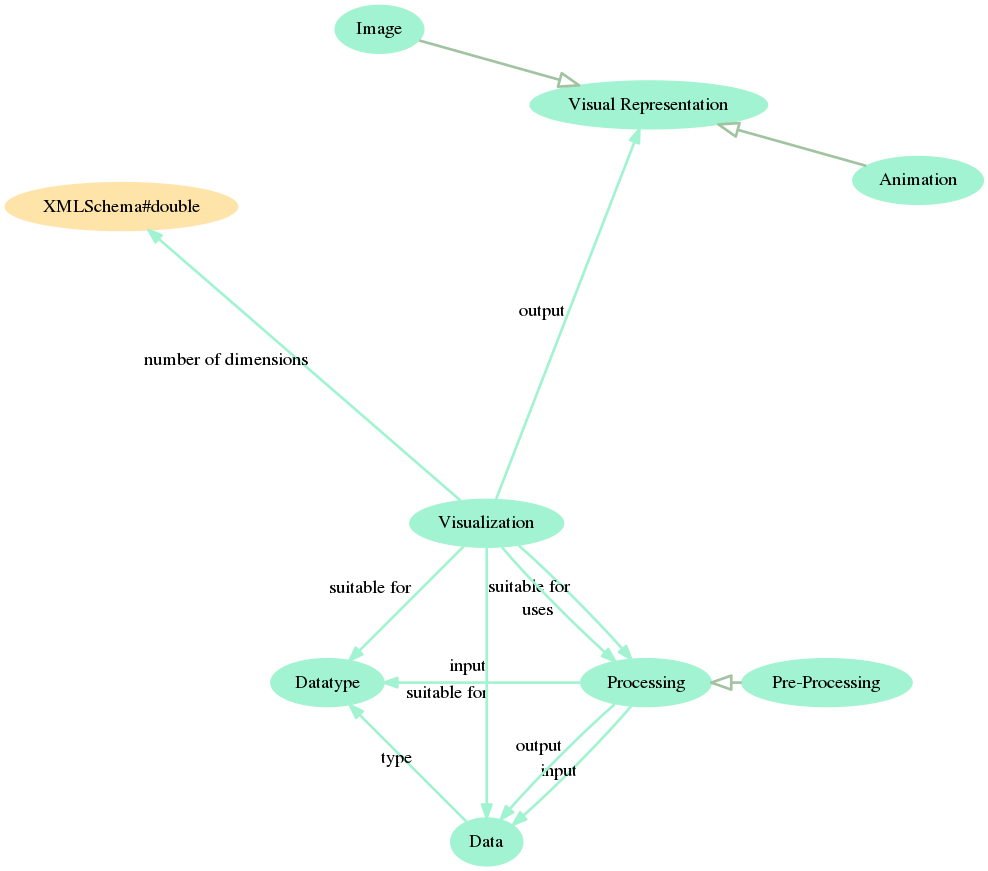 Image
Visual Representation
Animation
XMLSchema#double
output
number of dimensions
Visualization
suitable for
suitable for
uses
input
Datatype
Processing
Pre-Processing
suitable for
output
type
input
Data